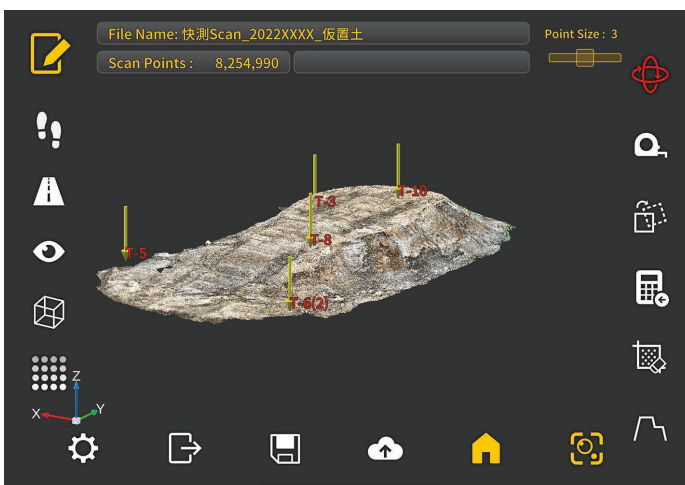 File Name: 快測Scan_2022XXXX_仮置土
Point Size : 3
Scan Points : 8,254,990
T-10
T-3
T-8
T-5
T-6(2)
Z
X
Y